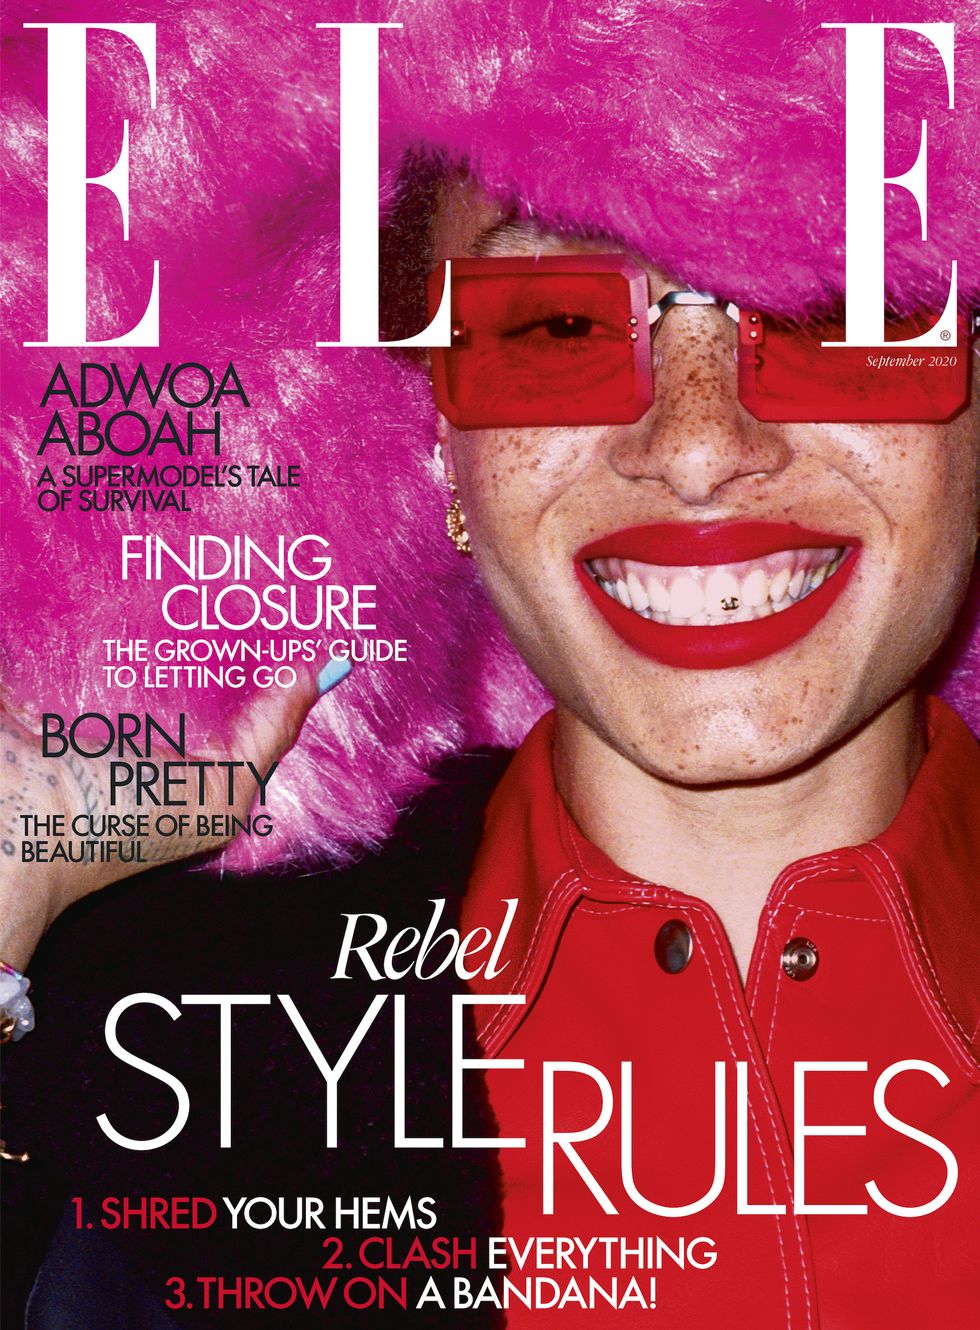 ELLE
®
September 2020
ADWOA
ABOAH
A SUPERMODEL'S TALE
OF SURVIVAL
FINDING
CLOSURE
THE GROWN-UPS' GUIDE
TO LETTING GO
BORN
PRETTY
THE CURSE OF BEING
BEAUTIFUL
Rebel
STYLE
RULES
1. SHRED YOUR HEMS
2. CLASH EVERYTHING
3. THROW ON A BANDANA!